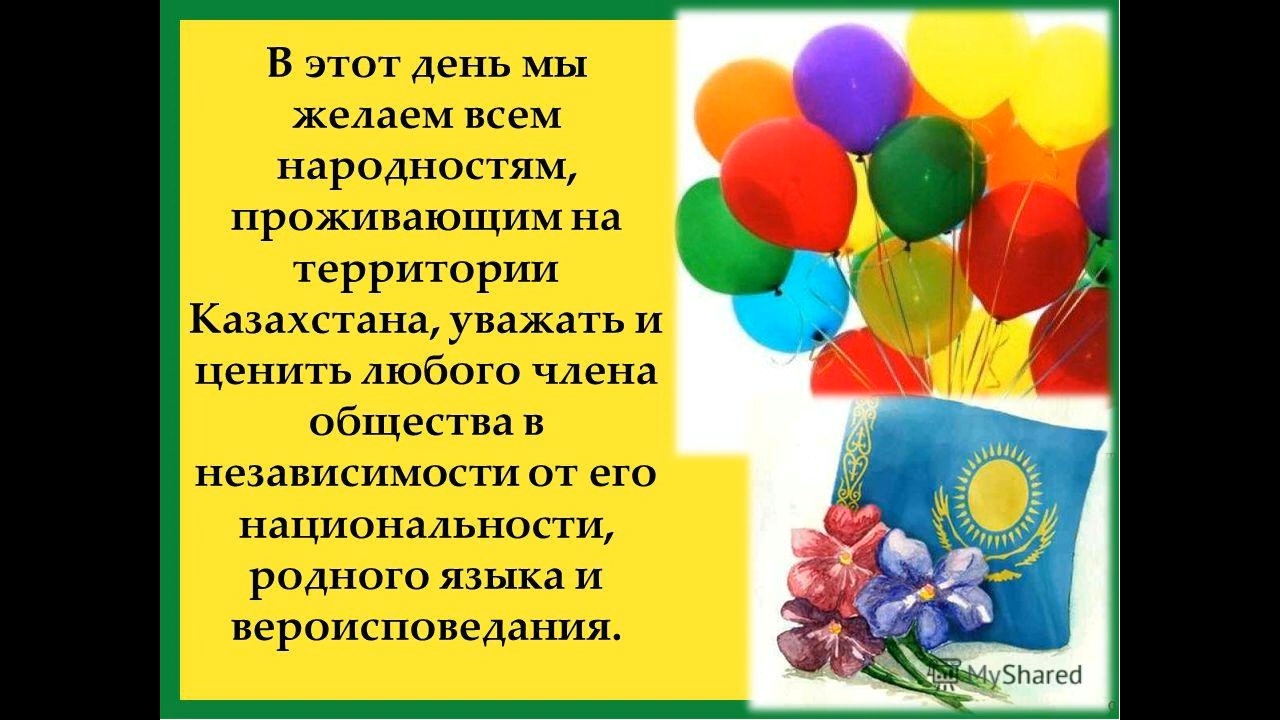 В этот день мы
желаем всем
народностям,
проживающим на
территории
Казахстана, уважать и
ценить любого члена
общества в
независимости от его
национальности,
родного языка и
вероисповедания.
MyShared